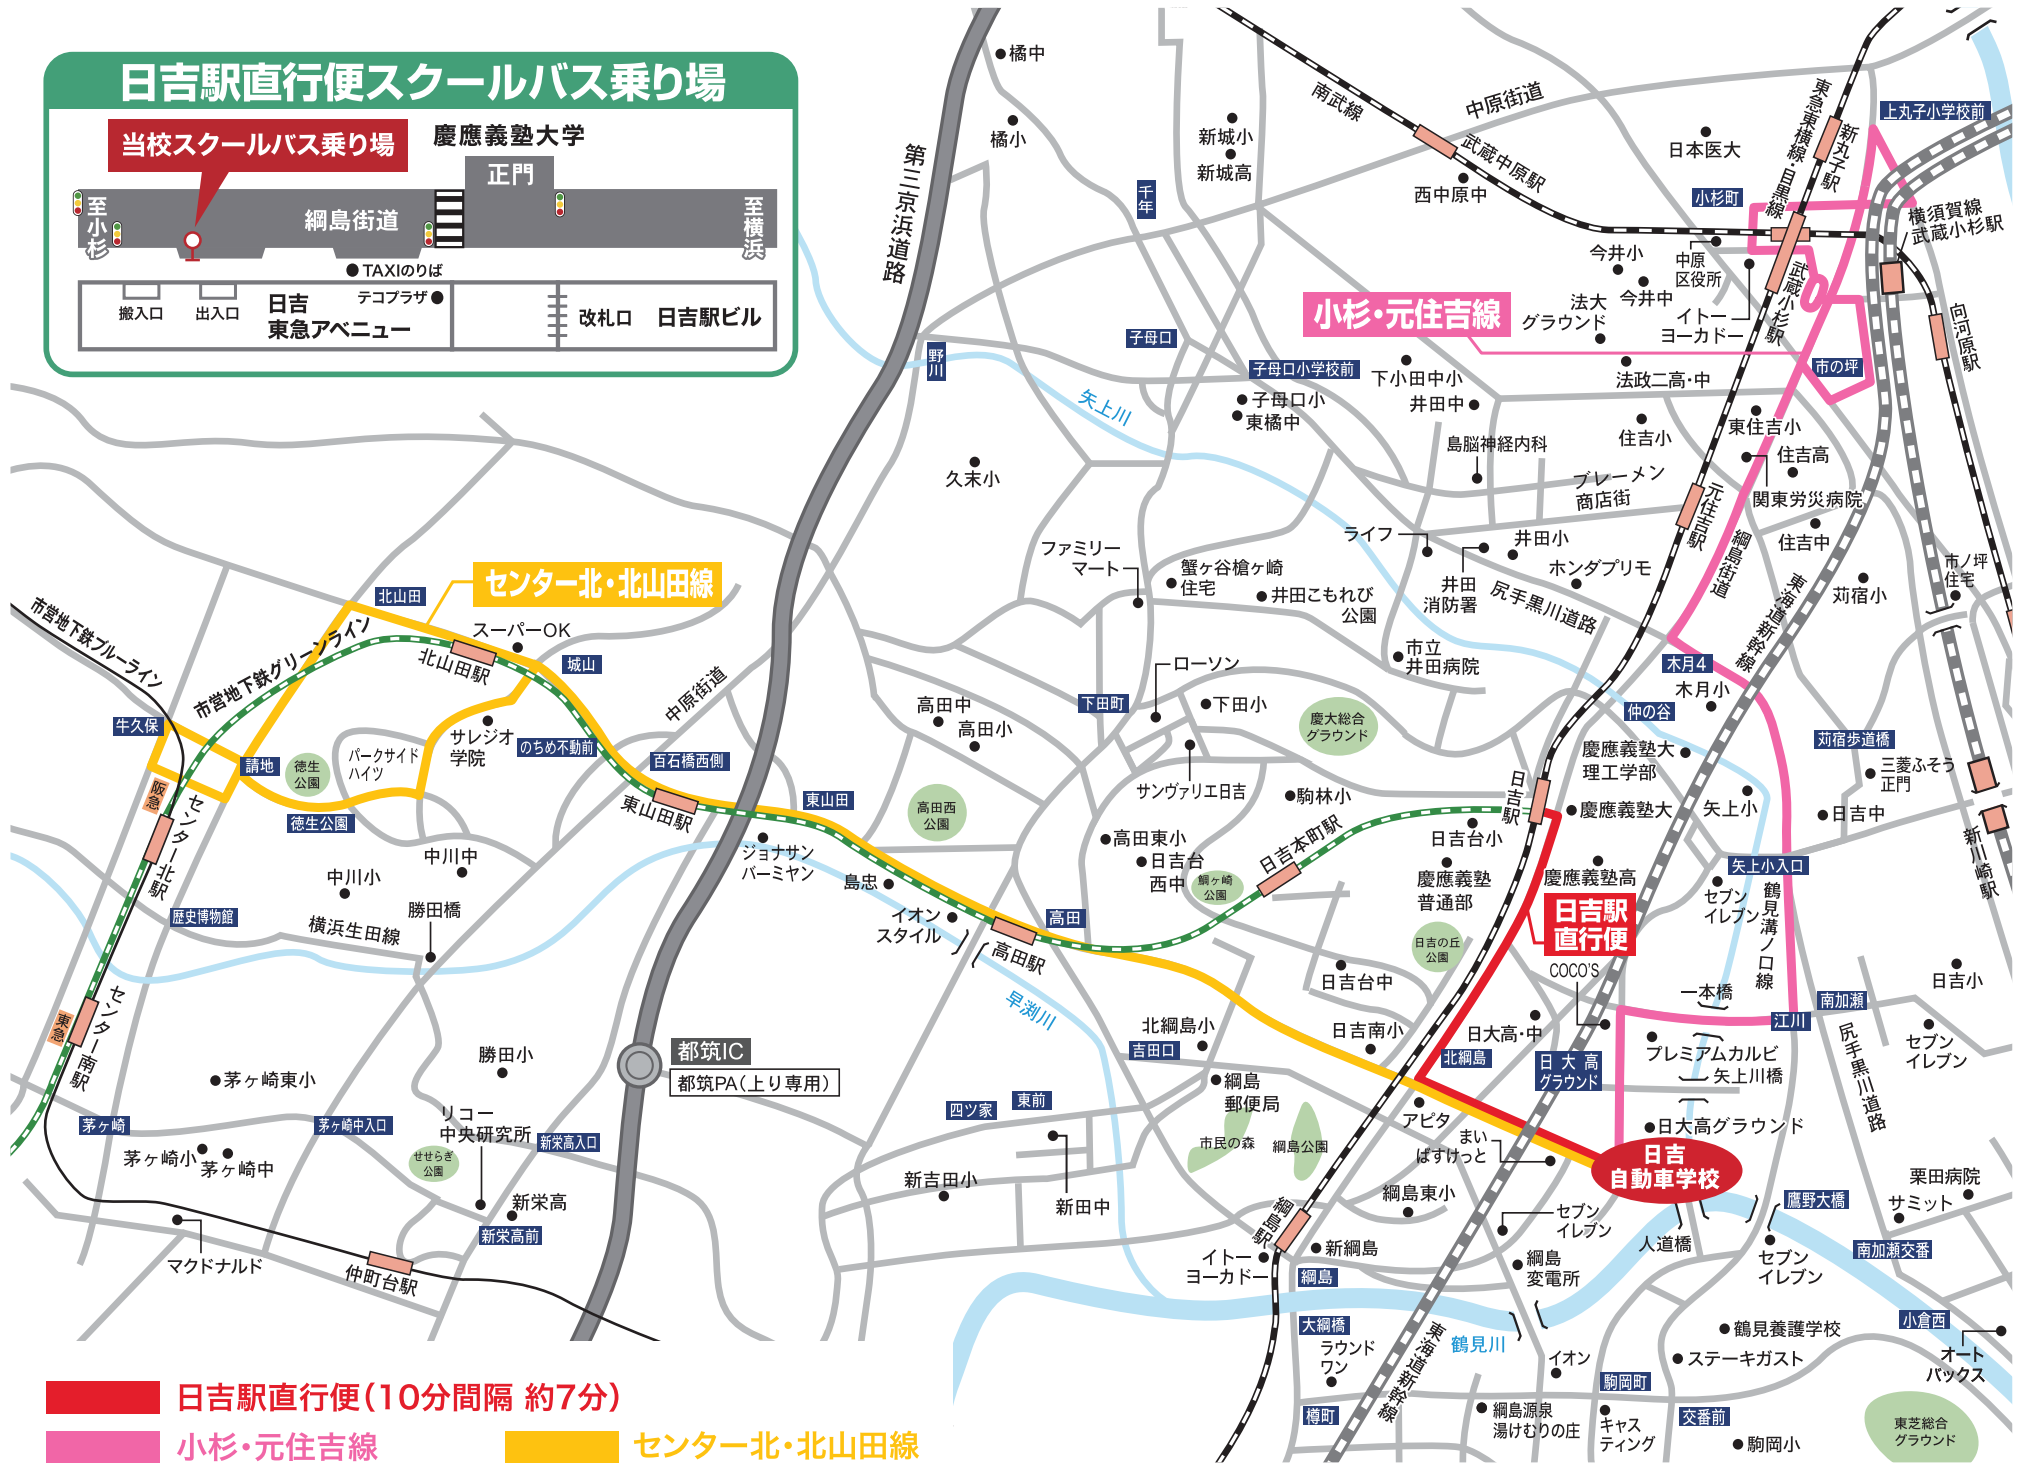 日吉駅直行便スクールバス乗り場
当校スクールバス乗り場
慶應義塾大学
正門
至小杉
綱島街道
至横浜
TAXIのりば
テコプラザ
搬入口
出入口
日吉
東急アベニュー
改札口
日吉駅ビル
第三京浜道路
橘中
橘小
新城小
新城高
千年
南武線
中原街道
武蔵中原駅
西中原中
日本医大
小杉町
東急東横線・目黒線
新丸子駅
上丸子小学校前
横須賀線
武蔵小杉駅
今井小
中原
区役所
今井中
法大
グラウンド
イトー
ヨーカドー
武蔵小杉駅
向河原駅
小杉・元住吉線
市の坪
法政二高・中
野川
子母口
子母口小学校前
下小田中小
井田中
子母口小
東橘中
矢上川
住吉小
東住吉小
住吉高
島脳神経内科
ブレーメン
商店街
関東労災病院
久末小
元住吉駅
住吉中
綱島街道
ライフ
井田小
ファミリー
マート
蟹ヶ谷槍ヶ崎
住宅
井田こもれび
公園
井田
消防署
ホンダプリモ
尻手黒川道路
東海道新幹線
苅宿小
市ノ坪
住宅
センター北・北山田線
北山田
市営地下鉄ブルーライン
市営地下鉄グリーンライン
スーパーOK
北山田駅
城山
市立
井田病院
木月4
木月小
ローソン
中原街道
高田中
高田小
下田町
下田小
仲の谷
牛久保
サレジオ
学院
のちめ不動前
パークサイド
ハイツ
徳生
公園
請地
百石橋西側
慶大総合
グラウンド
慶應義塾大
理工学部
苅宿歩道橋
三菱ふそう
正門
阪急
センター北駅
徳生公園
東山田駅
東山田
高田西
公園
サンヴァリエ日吉
駒林小
日吉駅
慶應義塾大
矢上小
日吉中
新川崎駅
中川中
中川小
ジョナサン
バーミヤン
島忠
高田東小
日吉台
西中
日吉本町駅
日吉台小
鯛ヶ崎
公園
慶應義塾
普通部
慶應義塾高
矢上小入口
セブン
イレブン
鶴見溝ノ口線
日吉駅
直行便
歴史博物館
横浜生田線
勝田橋
イオン
スタイル
高田
高田駅
日吉の丘
公園
日吉台中
COCO'S
一本橋
日吉小
センター南駅
東急
早渕川
北綱島小
吉田口
日吉南小
日大高・中
北綱島
日大高
グラウンド
江川
南加瀬
プレミアムカルビ
矢上川橋
セブン
イレブン
尻手黒川道路
都筑IC
都筑PA(上り専用)
勝田小
茅ヶ崎東小
綱島
郵便局
アピタ
日大高グラウンド
茅ヶ崎
茅ヶ崎中入口
リコー
中央研究所
新栄高入口
四ツ家
東前
市民の森
綱島公園
まい
ばすけっと
日吉
自動車学校
茅ヶ崎小
茅ヶ崎中
せせらぎ
公園
新吉田小
新田中
綱島東小
栗田病院
サミット
鷹野大橋
新栄高
新栄高前
マクドナルド
仲町台駅
綱島駅
イトー
ヨーカドー
新綱島
綱島
セブン
イレブン
綱島
変電所
人道橋
セブン
イレブン
南加瀬交番
大綱橋
ラウンド
ワン
東海道新幹線
鶴見川
イオン
鶴見養護学校
ステーキガスト
小倉西
オート
バックス
樽町
綱島源泉
湯けむりの庄
駒岡町
キャス
ティング
交番前
駒岡小
東芝総合
グラウンド
日吉駅直行便(10分間隔 約7分)
小杉・元住吉線
センター北・北山田線